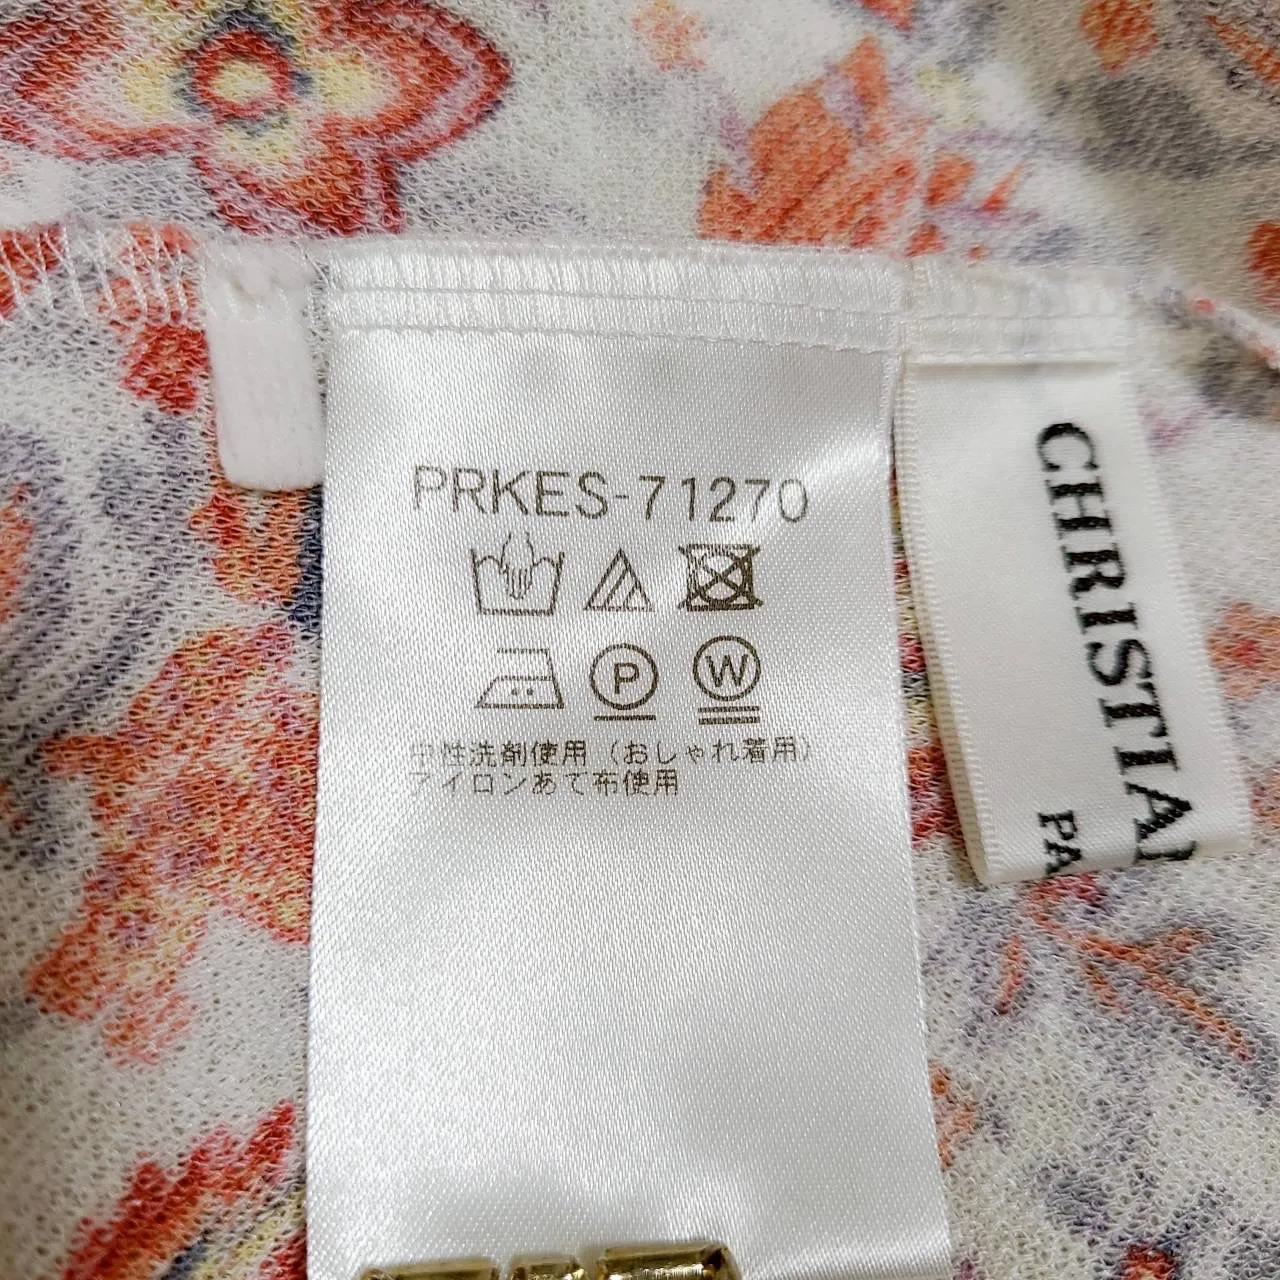 PRKES-71270
P W
中性洗剤使用（おしゃれ着用）
アイロンあて布使用
CHRISTIAN
PA